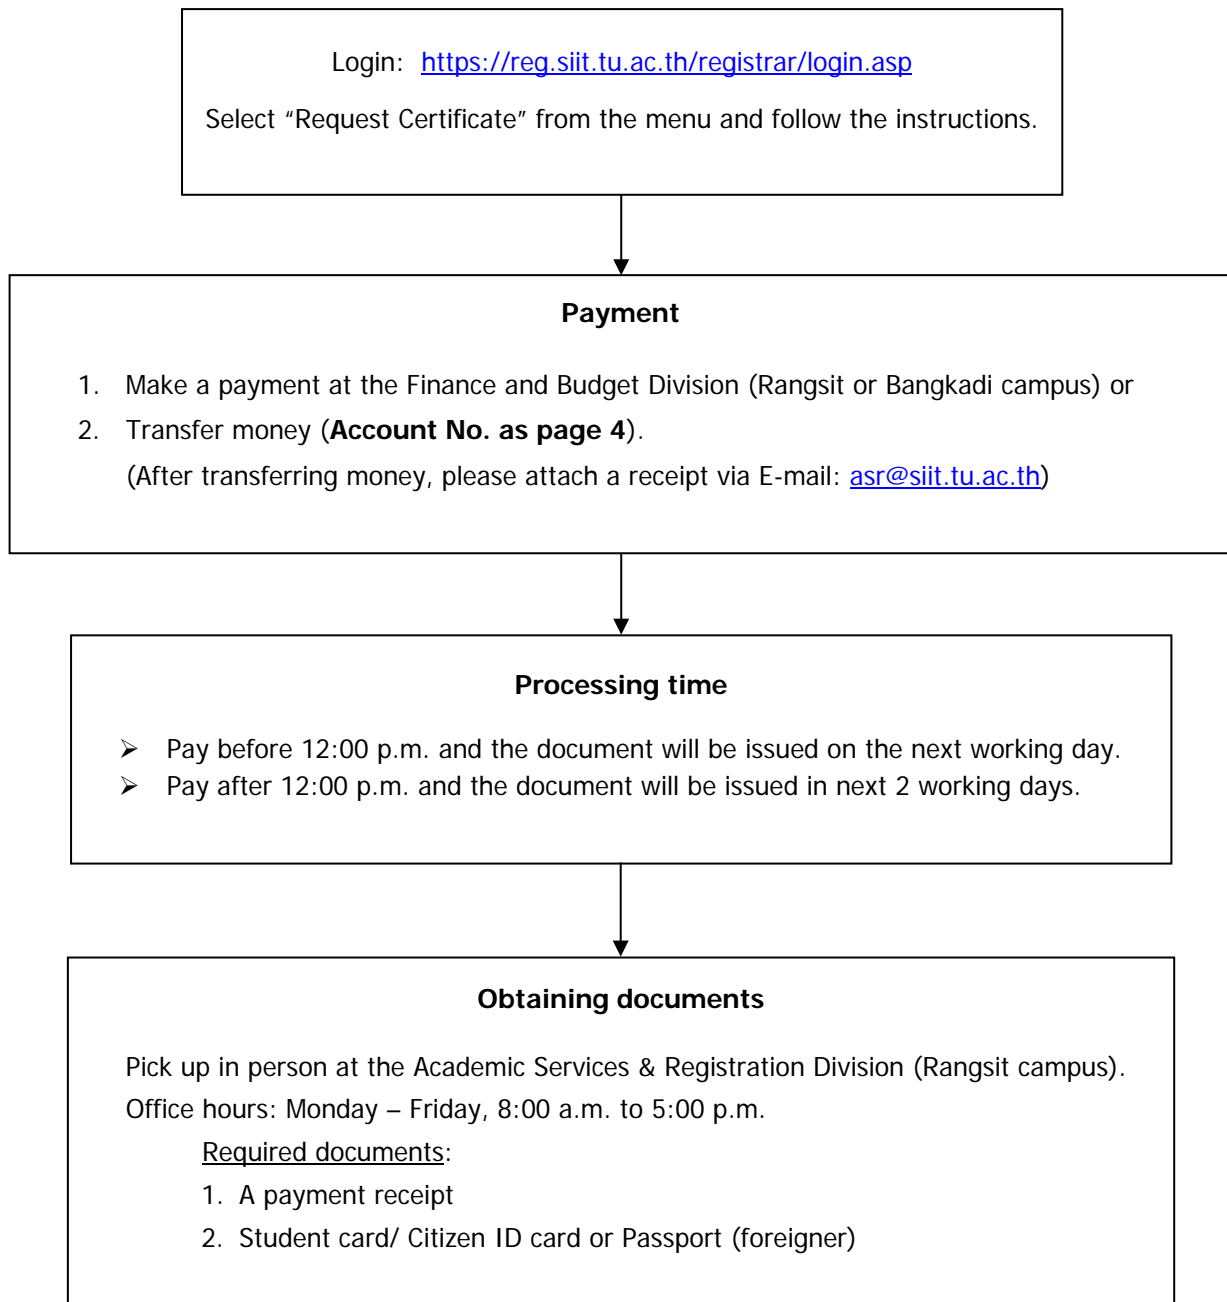 Login: https://reg.siit.tu.ac.th/registrar/login.asp
Select “Request Certificate” from the menu and follow the instructions.
Payment
1. Make a payment at the Finance and Budget Division (Rangsit or Bangkadi campus) or
2. Transfer money (Account No. as page 4).
(After transferring money, please attach a receipt via E-mail: asr@siit.tu.ac.th)
Processing time
➢ Pay before 12:00 p.m. and the document will be issued on the next working day.
➢ Pay after 12:00 p.m. and the document will be issued in next 2 working days.
Obtaining documents
Pick up in person at the Academic Services & Registration Division (Rangsit campus).
Office hours: Monday – Friday, 8:00 a.m. to 5:00 p.m.
Required documents:
1. A payment receipt
2. Student card/ Citizen ID card or Passport (foreigner)